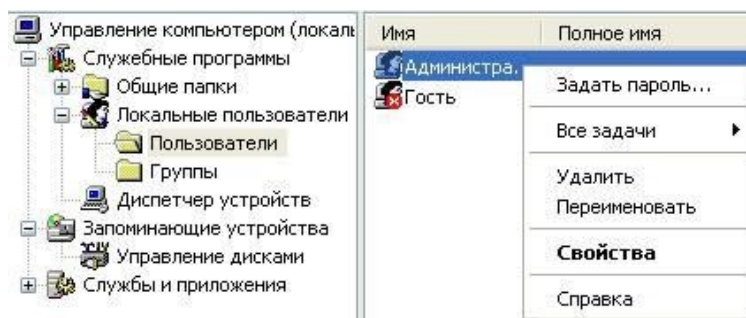 Управление компьютером (локаль
Служебные программы
Общие папки
Локальные пользователи
Пользователи
Группы
Диспетчер устройств
Запоминающие устройства
Управление дисками
Службы и приложения
Имя Полное имя
Администра.
Гость
Задать пароль...
Все задачи
Удалить
Переименовать
Свойства
Справка